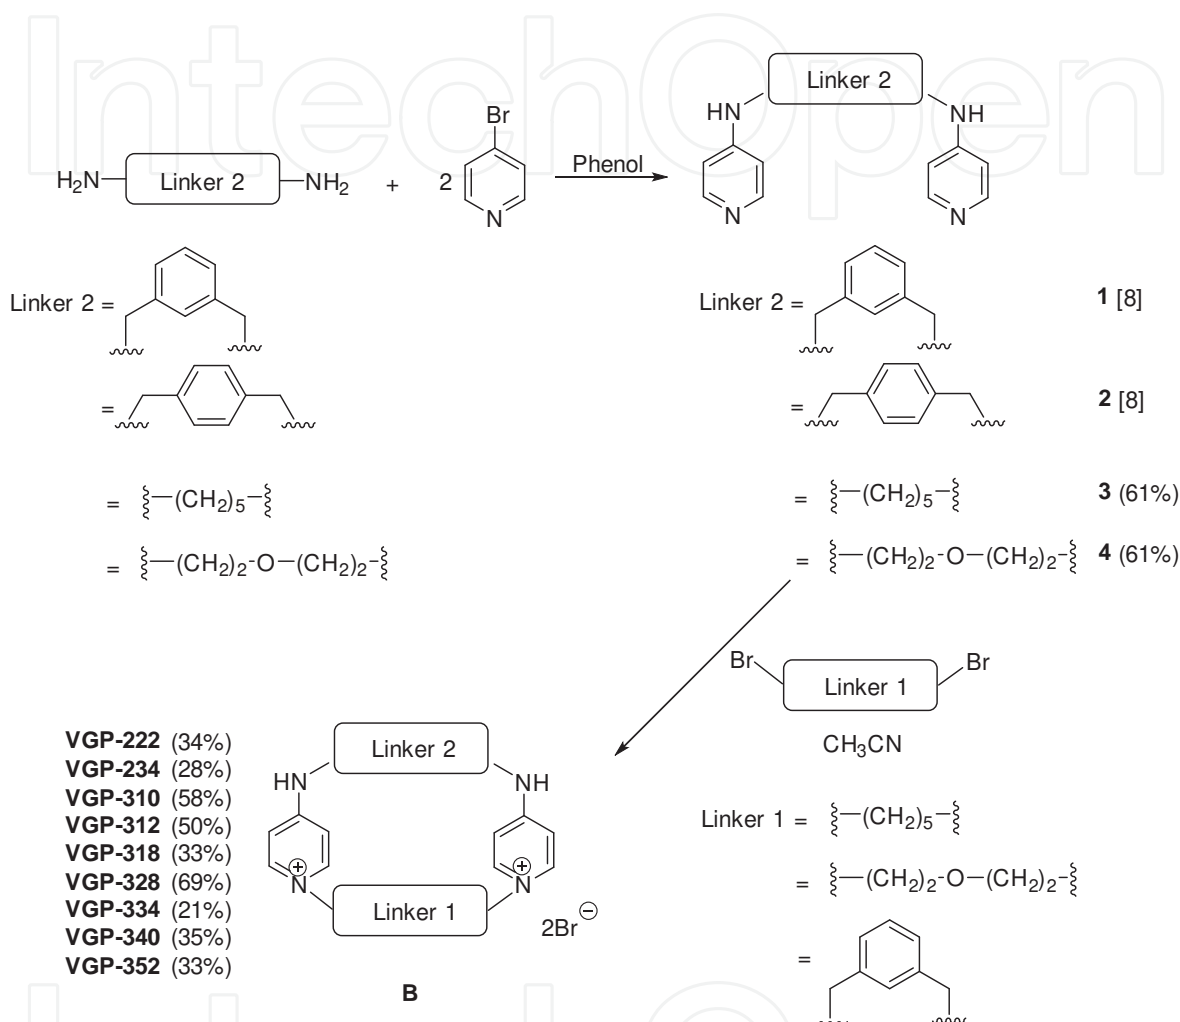 IntechOpen
Linker 2
HN
NH
Br
H2N
Linker 2
NH2
+
2
Phenol
N
N
N
Linker 2 =
Linker 2 =
1 [8]
=
=
2 [8]
= (CH2)5
= (CH2)5
3 (61%)
= (CH2)2-O-(CH2)2
= (CH2)2-O-(CH2)2
4 (61%)
Br
Br
Linker 1
CH3CN
VGP-222 (34%)
VGP-234 (28%)
VGP-310 (58%)
VGP-312 (50%)
VGP-318 (33%)
VGP-328 (69%)
VGP-334 (21%)
VGP-340 (35%)
VGP-352 (33%)
Linker 2
HN
NH
+
+
N
N
Linker 1
2Br −
B
Linker 1 = (CH2)5
= (CH2)2-O-(CH2)2
=